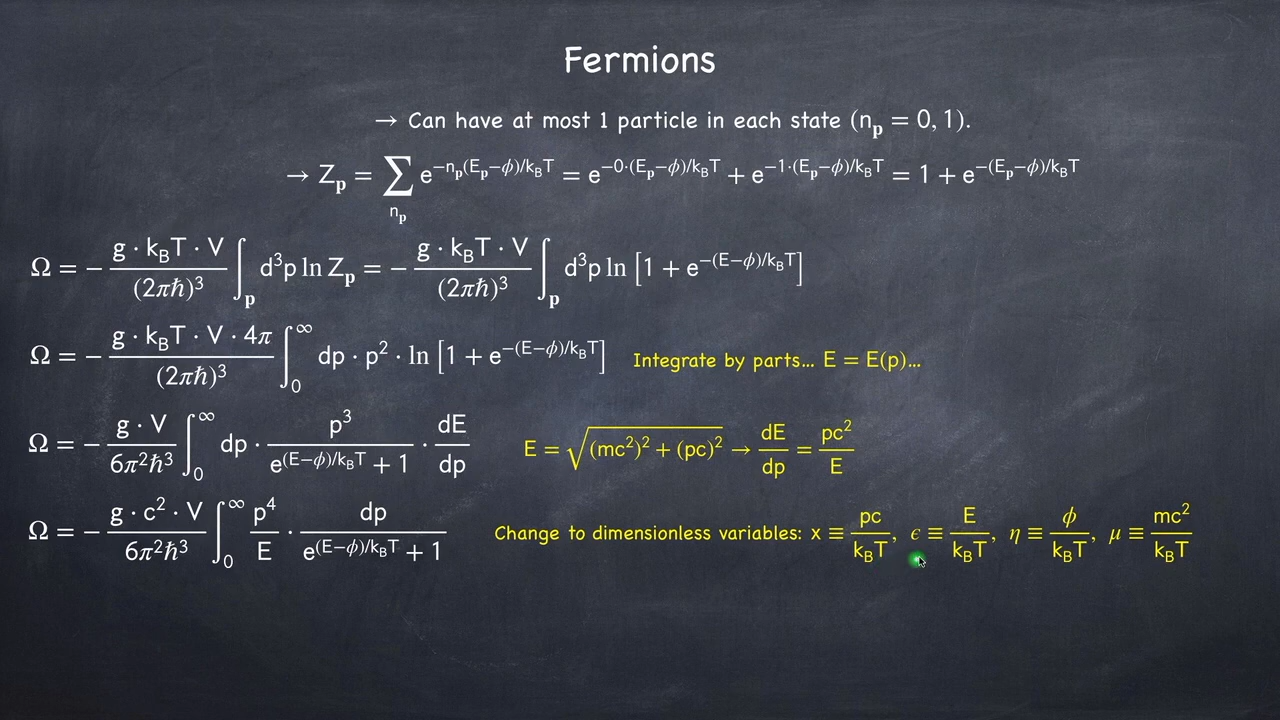 Fermions
→ Can have at most 1 particle in each state (n_𝐩 = 0, 1).
→ Z_𝐩 = ∑_{n_𝐩} e^{−n_𝐩(E_𝐩−ϕ)/k_BT} = e^{−0·(E_𝐩−ϕ)/k_BT} + e^{−1·(E_𝐩−ϕ)/k_BT} = 1 + e^{−(E_𝐩−ϕ)/k_BT}
Ω = − (g · k_BT · V)/((2πħ)³) ∫_𝐩 d³p ln Z_𝐩 = − (g · k_BT · V)/((2πħ)³) ∫_𝐩 d³p ln [1 + e^{−(E−ϕ)/k_BT}]
Ω = − (g · k_BT · V · 4π)/((2πħ)³) ∫_0^∞ dp · p² · ln [1 + e^{−(E−ϕ)/k_BT}] Integrate by parts... E = E(p)...
Ω = − (g · V)/(6π²ħ³) ∫_0^∞ dp · p³/(e^{(E−ϕ)/k_BT} + 1) · dE/dp E = √((mc²)² + (pc)²) → dE/dp = pc²/E
Ω = − (g · c² · V)/(6π²ħ³) ∫_0^∞ p⁴/E · dp/(e^{(E−ϕ)/k_BT} + 1) Change to dimensionless variables: x ≡ pc/k_BT, ϵ ≡ E/k_BT, η ≡ ϕ/k_BT, μ ≡ mc²/k_BT